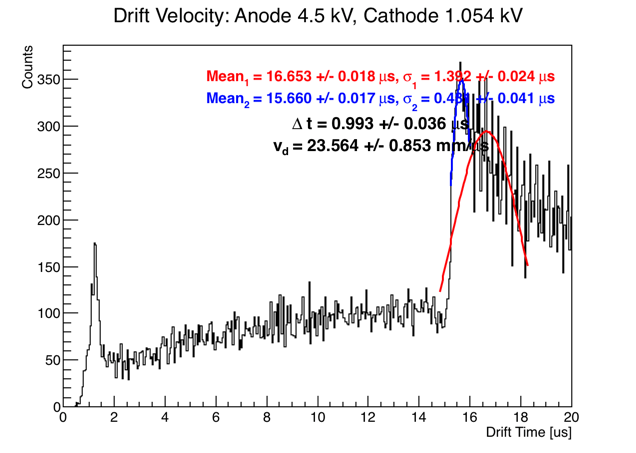 Drift Velocity: Anode 4.5 kV, Cathode 1.054 kV
Counts
350
300
250
200
150
100
50
0
Mean₁ = 16.653 +/- 0.018 μs, σ₁ = 1.392 +/- 0.024 μs
Mean₂ = 15.660 +/- 0.017 μs, σ₂ = 0.434 +/- 0.041 μs
Δ t = 0.993 +/- 0.036 μs
v_d = 23.564 +/- 0.853 mm/μs
0 2 4 6 8 10 12 14 16 18 20
Drift Time [us]